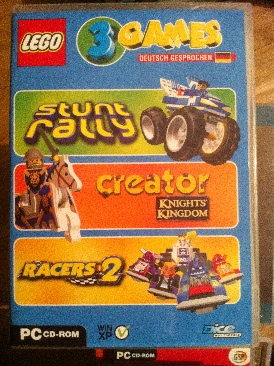 LEGO
3 GAMES
DEUTSCH GESPROCHEN
stunt
rally
creator
KNIGHTS'
KINGDOM
RACERS 2
PC CD-ROM
WIN
XP
Dice
PC CD-ROM